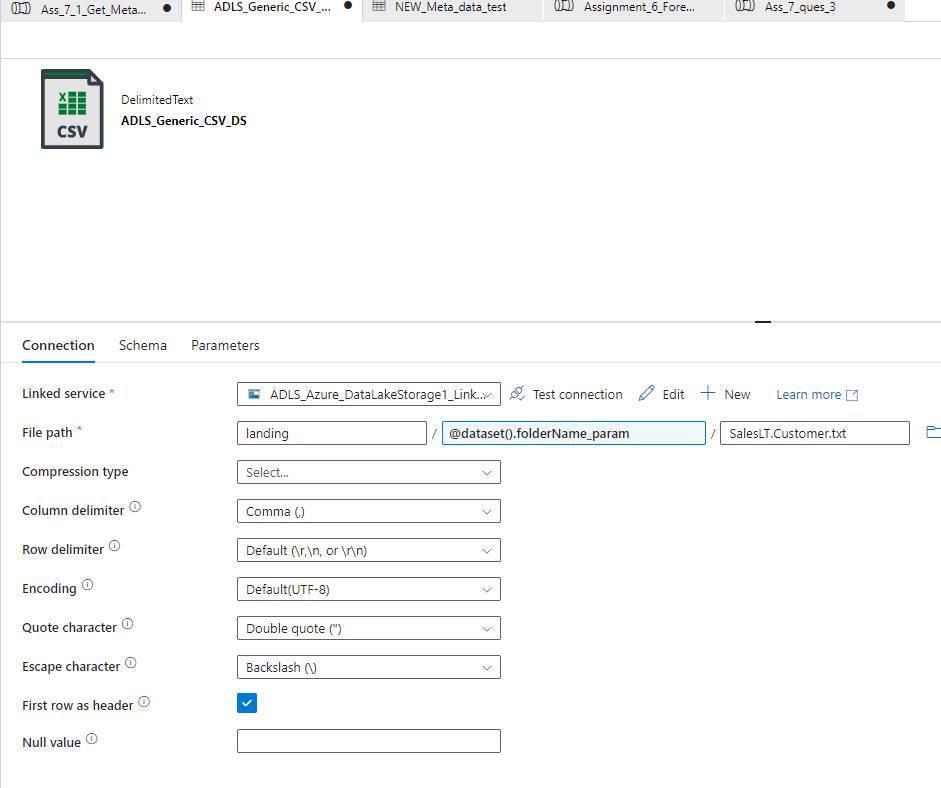 Ass_7_1_Get_Meta...
ADLS_Generic_CSV_...
NEW_Meta_data_test
Assignment_6_Fore...
Ass_7_ques_3
X
CSV
DelimitedText
ADLS_Generic_CSV_DS
Connection
Schema
Parameters
Linked service *
ADLS_Azure_DataLakeStorage1_Link...
Test connection
Edit
New
Learn more
File path *
landing
/
@dataset().folderName_param
/
SalesLT.Customer.txt
Compression type
Select...
Column delimiter
Comma (,)
Row delimiter
Default (\r,\n, or \r\n)
Encoding
Default(UTF-8)
Quote character
Double quote (")
Escape character
Backslash (\)
First row as header
Null value